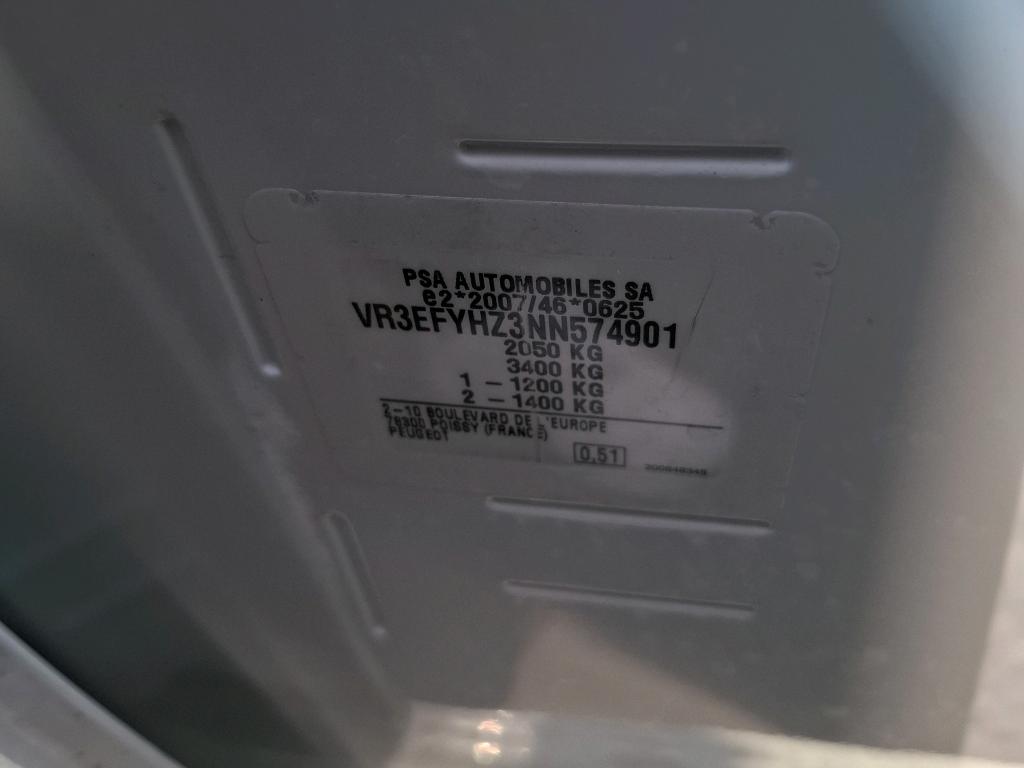 PSA AUTOMOBILES SA
e2*2007/46*0625
VR3EFYHZ3NN574901
2050 KG
3400 KG
1 - 1200 KG
2 - 1400 KG
2-10 BOULEVARD DE L'EUROPE
78300 POISSY (FRANCE)
PEUGEOT
0,51